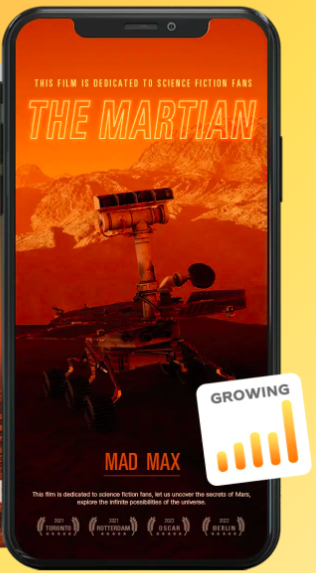 THIS FILM IS DEDICATED TO SCIENCE FICTION FANS
THE MARTIAN
GROWING
MAD MAX
This film is dedicated to science fiction fans, let us uncover the secrets of Mars,
explore the infinite possibilities of the universe.
2021 2021 2023 2023
TORONTO ROTTERDAM OSCAR BERLIN